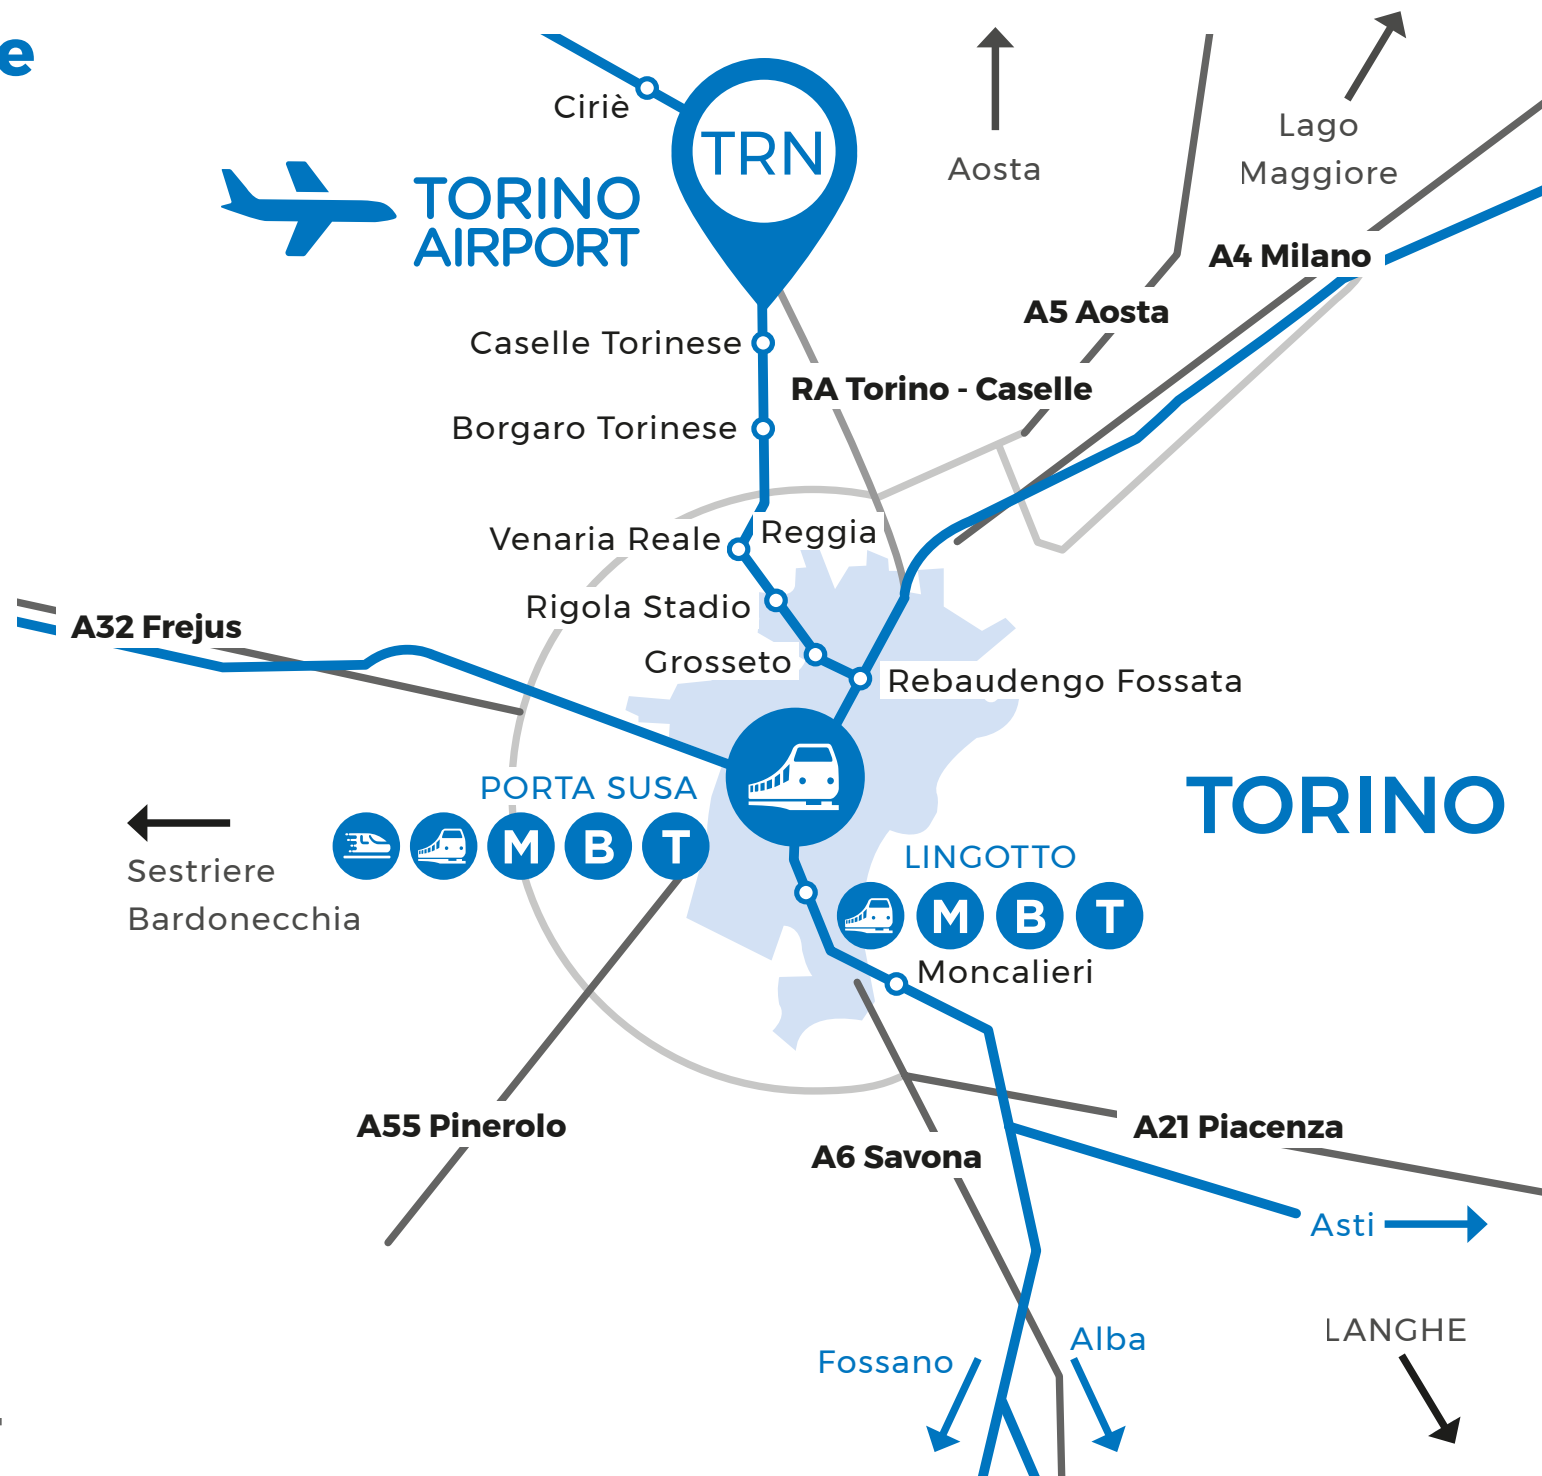 e
Ciriè
TRN
TORINO
AIRPORT
Aosta
Lago
Maggiore
A4 Milano
A5 Aosta
Caselle Torinese
RA Torino - Caselle
Borgaro Torinese
Venaria Reale
Reggia
Rigola Stadio
A32 Frejus
Grosseto
Rebaudengo Fossata
PORTA SUSA
M B T
TORINO
Sestriere
Bardonecchia
LINGOTTO
M B T
Moncalieri
A55 Pinerolo
A6 Savona
A21 Piacenza
Asti
Fossano
Alba
LANGHE